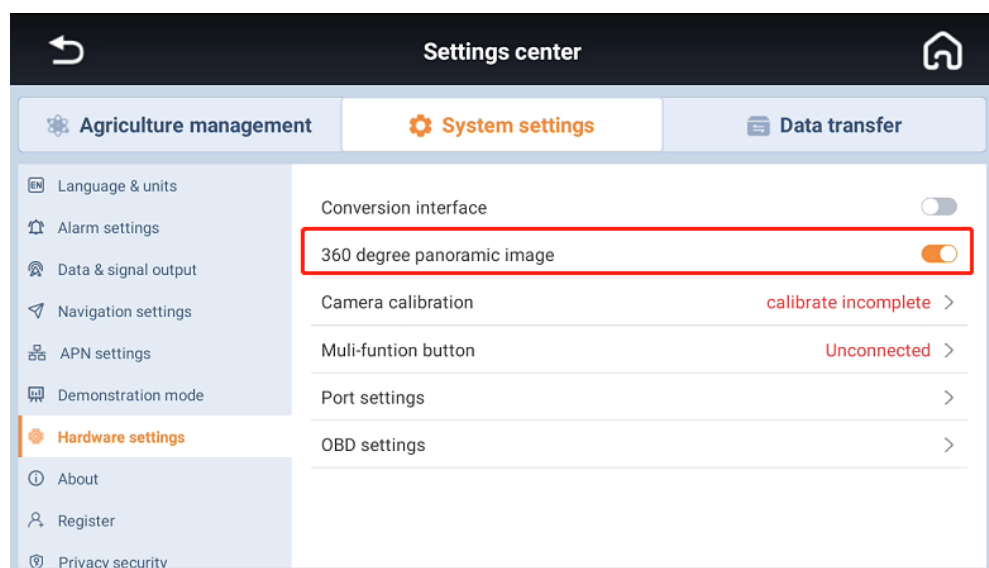 Settings center
Agriculture management
System settings
Data transfer
EN
Language & units
Alarm settings
Data & signal output
Navigation settings
APN settings
Demonstration mode
Hardware settings
About
Register
Privacy security
Conversion interface
360 degree panoramic image
Camera calibration calibrate incomplete
Muli-funtion button Unconnected
Port settings
OBD settings